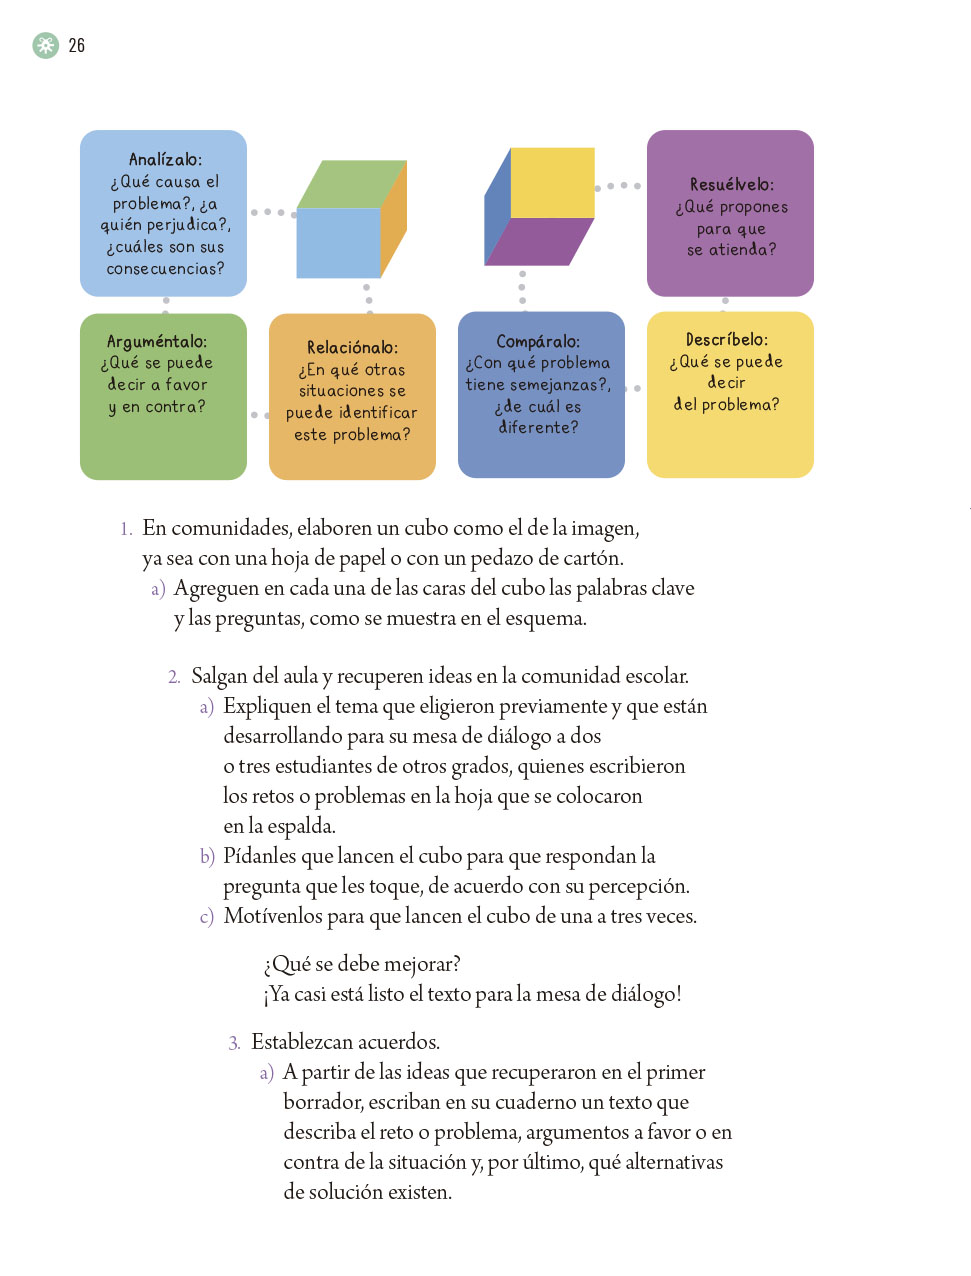 26
Analízalo:
¿Qué causa el
problema?, ¿a
quién perjudica?,
¿cuáles son sus
consecuencias?
Resuélvelo:
¿Qué propones
para que
se atienda?
Arguméntalo:
¿Qué se puede
decir a favor
y en contra?
Relaciónalo:
¿En qué otras
situaciones se
puede identificar
este problema?
Compáralo:
¿Con qué problema
tiene semejanzas?,
¿de cuál es
diferente?
Descríbelo:
¿Qué se puede
decir
del problema?
1. En comunidades, elaboren un cubo como el de la imagen,
ya sea con una hoja de papel o con un pedazo de cartón.
a) Agreguen en cada una de las caras del cubo las palabras clave
y las preguntas, como se muestra en el esquema.
2. Salgan del aula y recuperen ideas en la comunidad escolar.
a) Expliquen el tema que eligieron previamente y que están
desarrollando para su mesa de diálogo a dos
o tres estudiantes de otros grados, quienes escribieron
los retos o problemas en la hoja que se colocaron
en la espalda.
b) Pídanles que lancen el cubo para que respondan la
pregunta que les toque, de acuerdo con su percepción.
c) Motívenlos para que lancen el cubo de una a tres veces.
¿Qué se debe mejorar?
¡Ya casi está listo el texto para la mesa de diálogo!
3. Establezcan acuerdos.
a) A partir de las ideas que recuperaron en el primer
borrador, escriban en su cuaderno un texto que
describa el reto o problema, argumentos a favor o en
contra de la situación y, por último, qué alternativas
de solución existen.